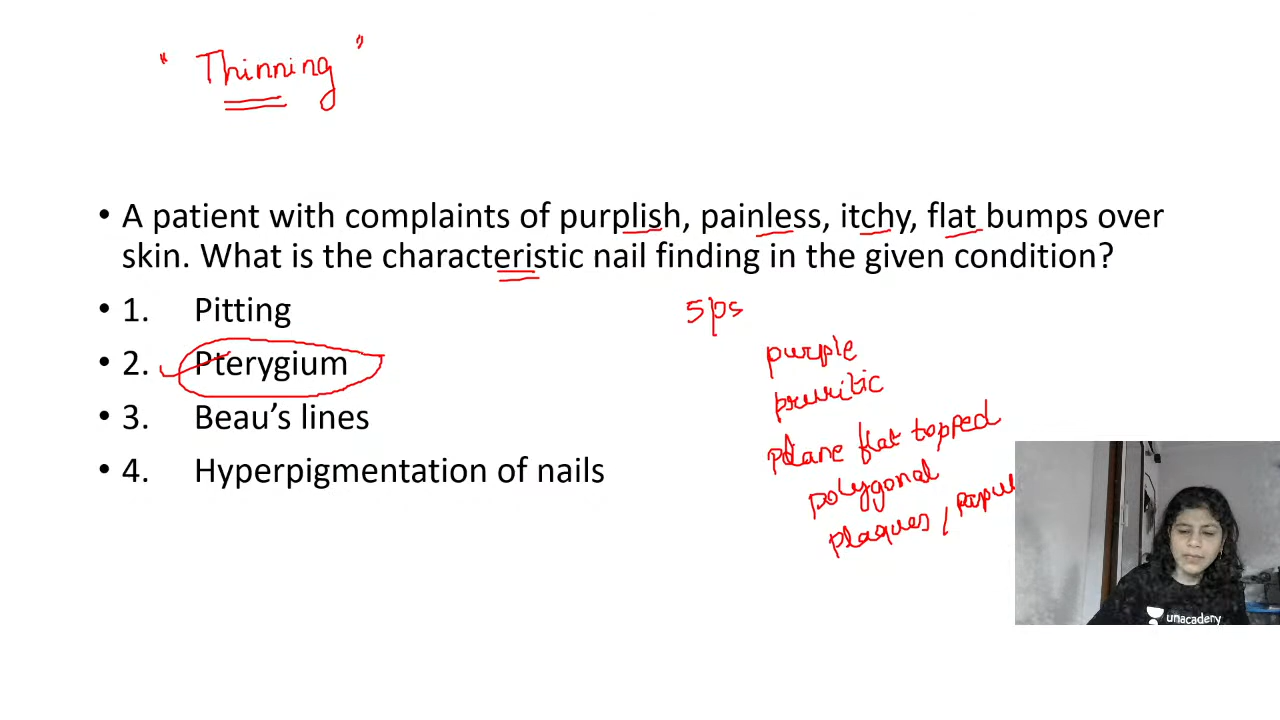 " Thinning "
• A patient with complaints of purplish, painless, itchy, flat bumps over
skin. What is the characteristic nail finding in the given condition?
• 1. Pitting
5ps
• 2. Pterygium
purple
pruritic
• 3. Beau's lines
plane flat topped
• 4. Hyperpigmentation of nails
polygonal
plaques /
unacademy